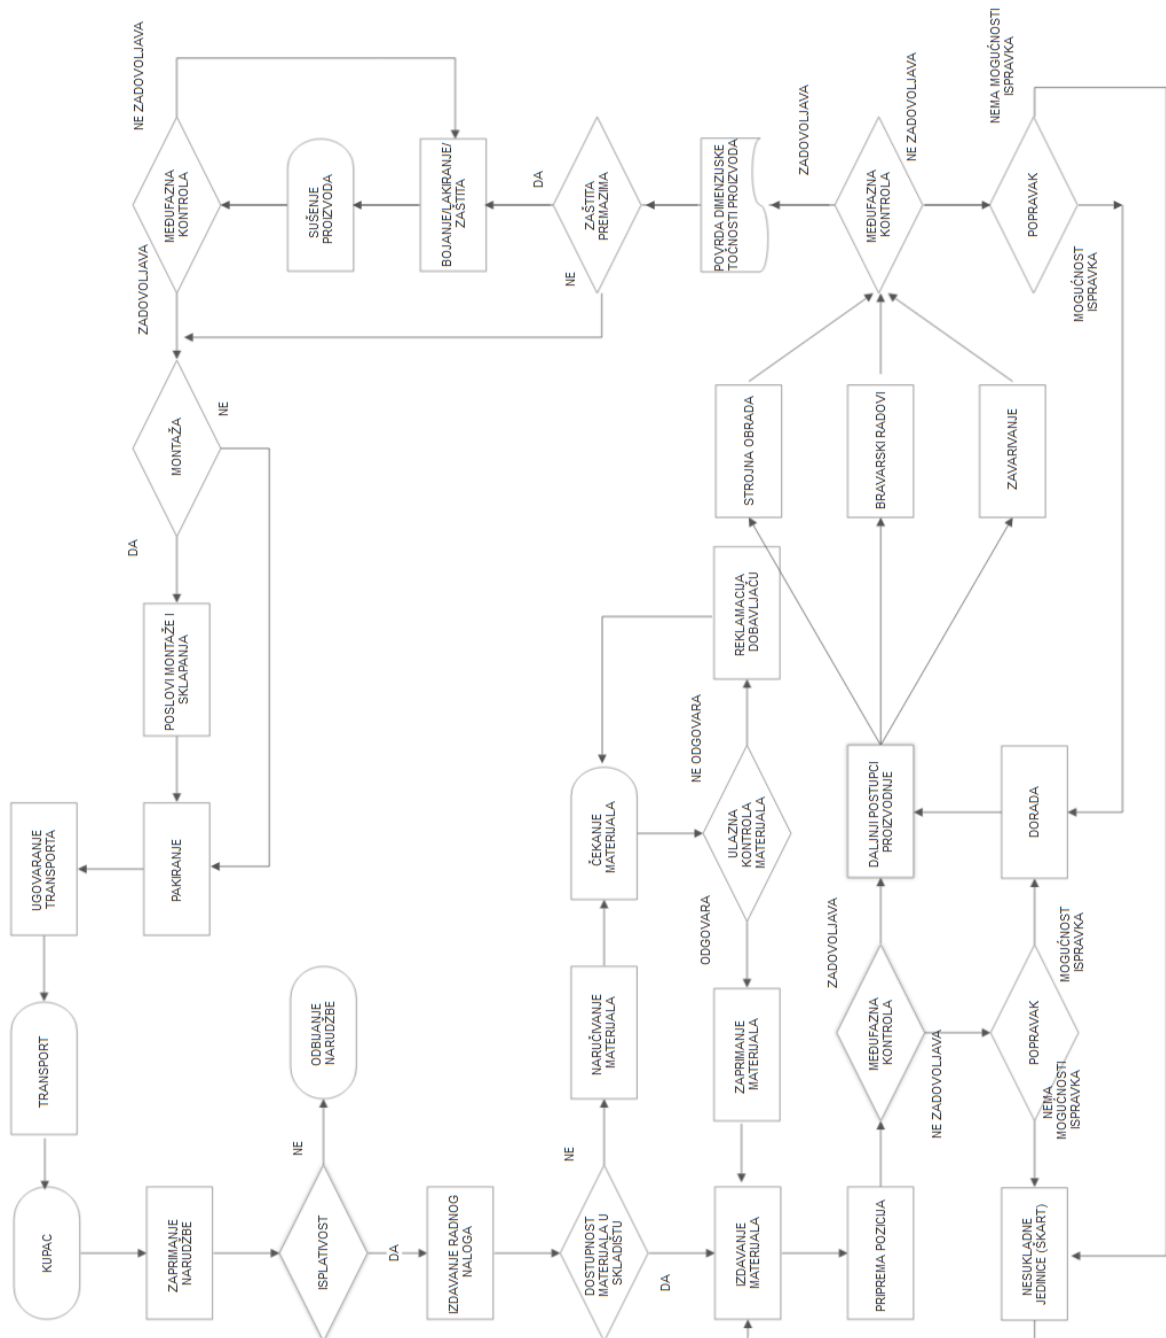 KUPAC
ZAPRIMANJE
NARUDŽBE
ISPLATIVOST
NE
ODBIJANJE
NARUDŽBE
DA
IZDAVANJE RADNOG
NALOGA
DOSTUPNOST
MATERIJALA U
SKLADIŠTU
NE
NARUČIVANJE
MATERIJALA
ČEKANJE
MATERIJALA
DA
IZDAVANJE
MATERIJALA
ZAPRIMANJE
MATERIJALA
ODGOVARA
ULAZNA
KONTROLA
MATERIJALA
NE ODGOVARA
REKLAMACIJA
DOBAVLJAČU
PRIPREMA POZICIJA
MEĐUFAZNA
KONTROLA
ZADOVOLJAVA
DALJNJI POSTUPCI
PROIZVODNJE
NE ZADOVOLJAVA
NESUKLADNE
JEDINICE (ŠKART)
NEMA
MOGUĆNOSTI
ISPRAVKA
POPRAVAK
MOGUĆNOST
ISPRAVKA
DORADA
STROJNA OBRADA
BRAVARSKI RADOVI
ZAVARIVANJE
MEĐUFAZNA
KONTROLA
NE ZADOVOLJAVA
POPRAVAK
MOGUĆNOST
ISPRAVKA
NEMA MOGUĆNOSTI
ISPRAVKA
ZADOVOLJAVA
POVRDA DIMENZIJSKE
TOČNOSTI PROIZVODA
ZAŠTITA
PREMAZIMA
NE
DA
BOJANJE/LAKIRANJE/
ZAŠTITA
SUŠENJE
PROIZVODA
MEĐUFAZNA
KONTROLA
NE ZADOVOLJAVA
ZADOVOLJAVA
MONTAŽA
NE
DA
POSLOVI MONTAŽE I
SKLAPANJA
PAKIRANJE
UGOVARANJE
TRANSPORTA
TRANSPORT